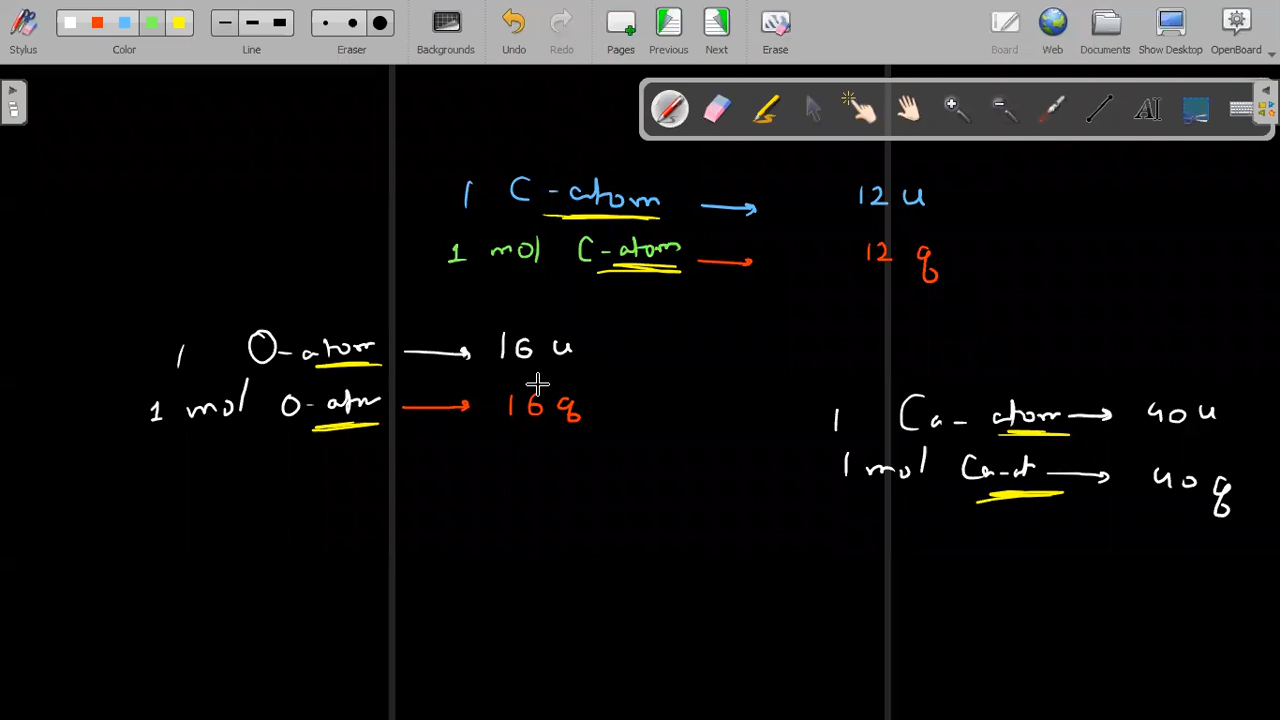 Stylus Color Line Eraser Backgrounds Undo Redo Pages Previous Next Erase Board Web Documents Show Desktop OpenBoard
AI
1 C-atom → 12 u
1 mol C-atom → 12 g
1 O-atom → 16 u
1 mol O-atm → 16 g
1 Ca-atom → 40 u
1 mol Ca-at → 40 g